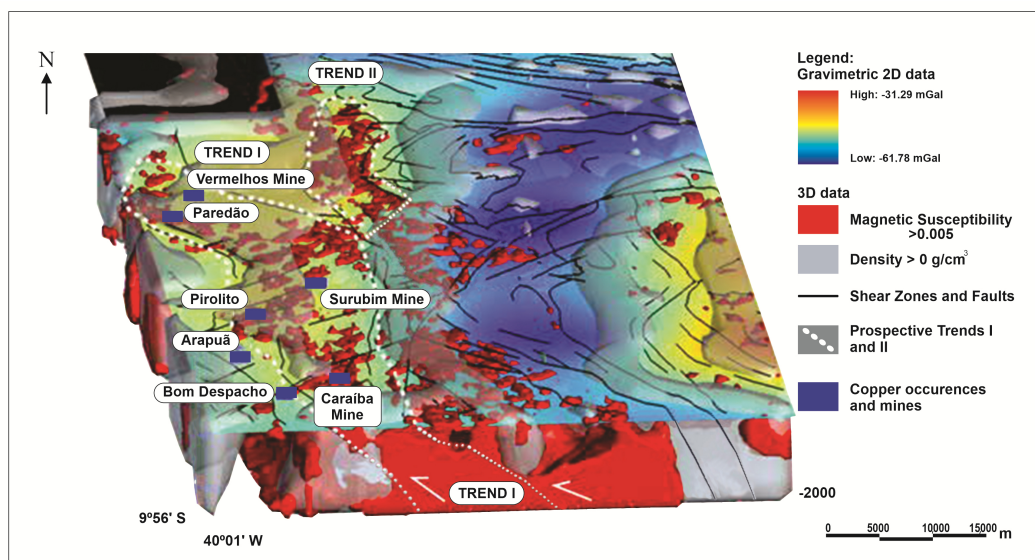 N
TREND II
TREND I
Vermelhos Mine
Paredão
Pirolito
Surubim Mine
Arapuã
Bom Despacho
Caraíba
Mine
TREND I
-2000
9º56' S
40º01' W
Legend:
Gravimetric 2D data
High: -31.29 mGal
Low: -61.78 mGal
3D data
Magnetic Susceptibility
>0.005
Density > 0 g/cm³
Shear Zones and Faults
Prospective Trends I
and II
Copper occurences
and mines
0 5000 10000 15000 m